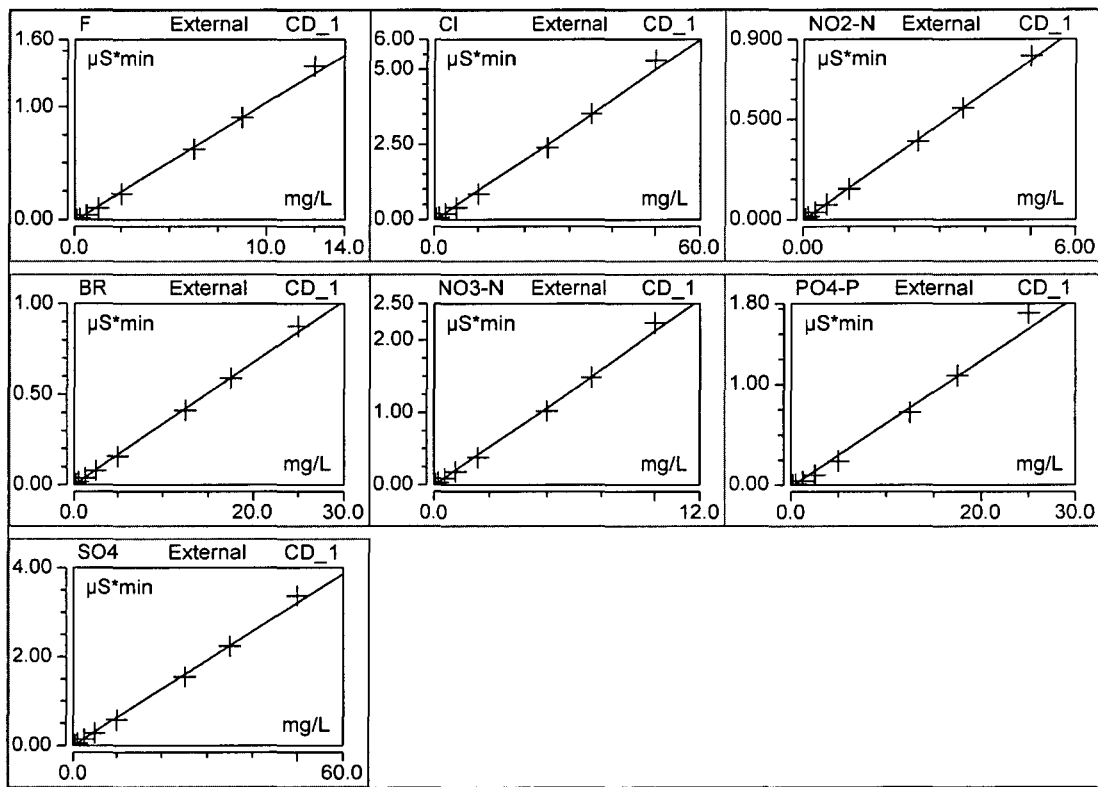 F External CD_1
1.60
µS*min
1.00
mg/L
0.00
0.0 10.0 14.0
Cl External CD_1
6.00
µS*min
5.00
2.50
mg/L
0.00
0.0 60.0
NO2-N External CD_1
0.900
µS*min
0.500
mg/L
0.000
0.00 6.00
BR External CD_1
1.00
µS*min
0.50
mg/L
0.00
0.0 20.0 30.0
NO3-N External CD_1
2.50
µS*min
2.00
1.00
mg/L
0.00
0.0 12.0
PO4-P External CD_1
1.80
µS*min
1.00
mg/L
0.00
0.0 20.0 30.0
SO4 External CD_1
4.00
µS*min
2.00
mg/L
0.00
0.0 60.0